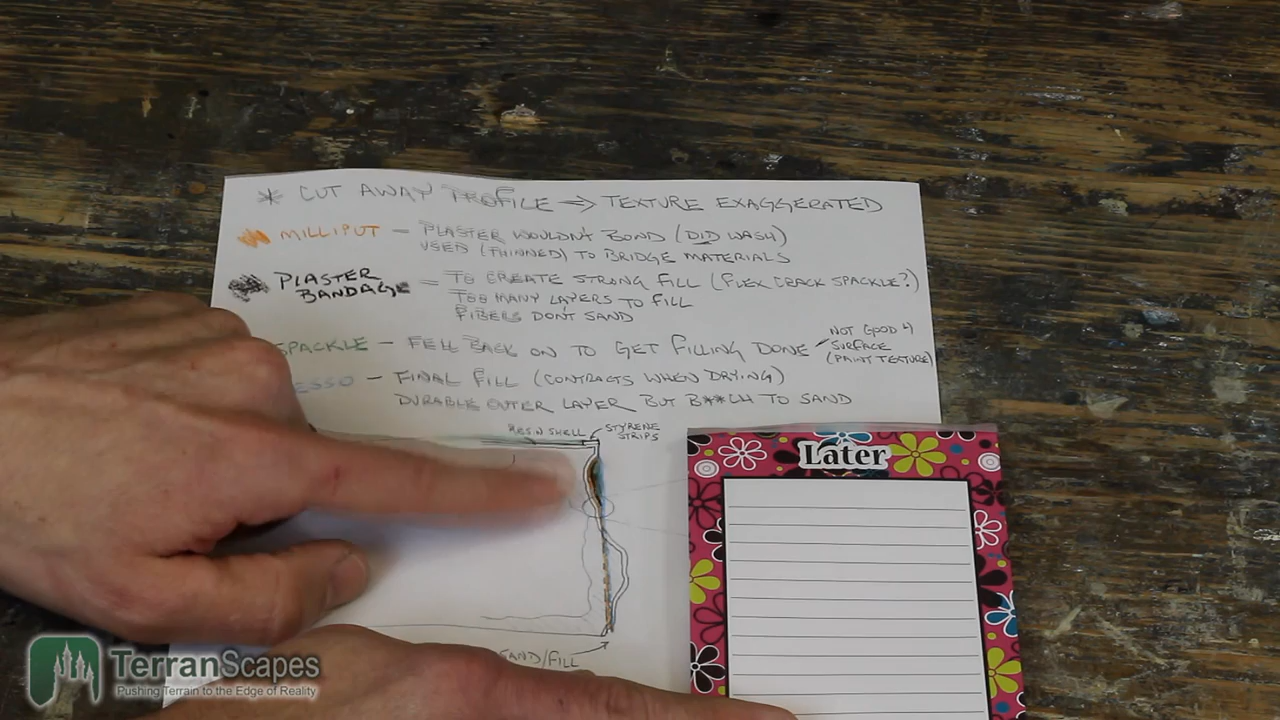 * CUT AWAY PROFILE → TEXTURE EXAGGERATED
MILLIPUT - PLASTER WOULDN'T BOND (DID WASH)
USED (THINNED) TO BRIDGE MATERIALS
PLASTER BANDAGE = TO CREATE STRONG FILL (FLEX CRACK SPACKLE?)
TOO MANY LAYERS TO FILL
FIBERS DON'T SAND
SPACKLE - FELL BACK ON TO GET FILLING DONE
NOT GOOD
SURFACE
(PAINT TEXTURE)
ESSO - FINAL FILL (CONTRACTS WHEN DRYING)
DURABLE OUTER LAYER BUT B**CH TO SAND
RESIN SHELL
STYRENE
STRIPS
SAND/FILL
Later
TerranScapes
Pushing Terrain to the Edge of Reality